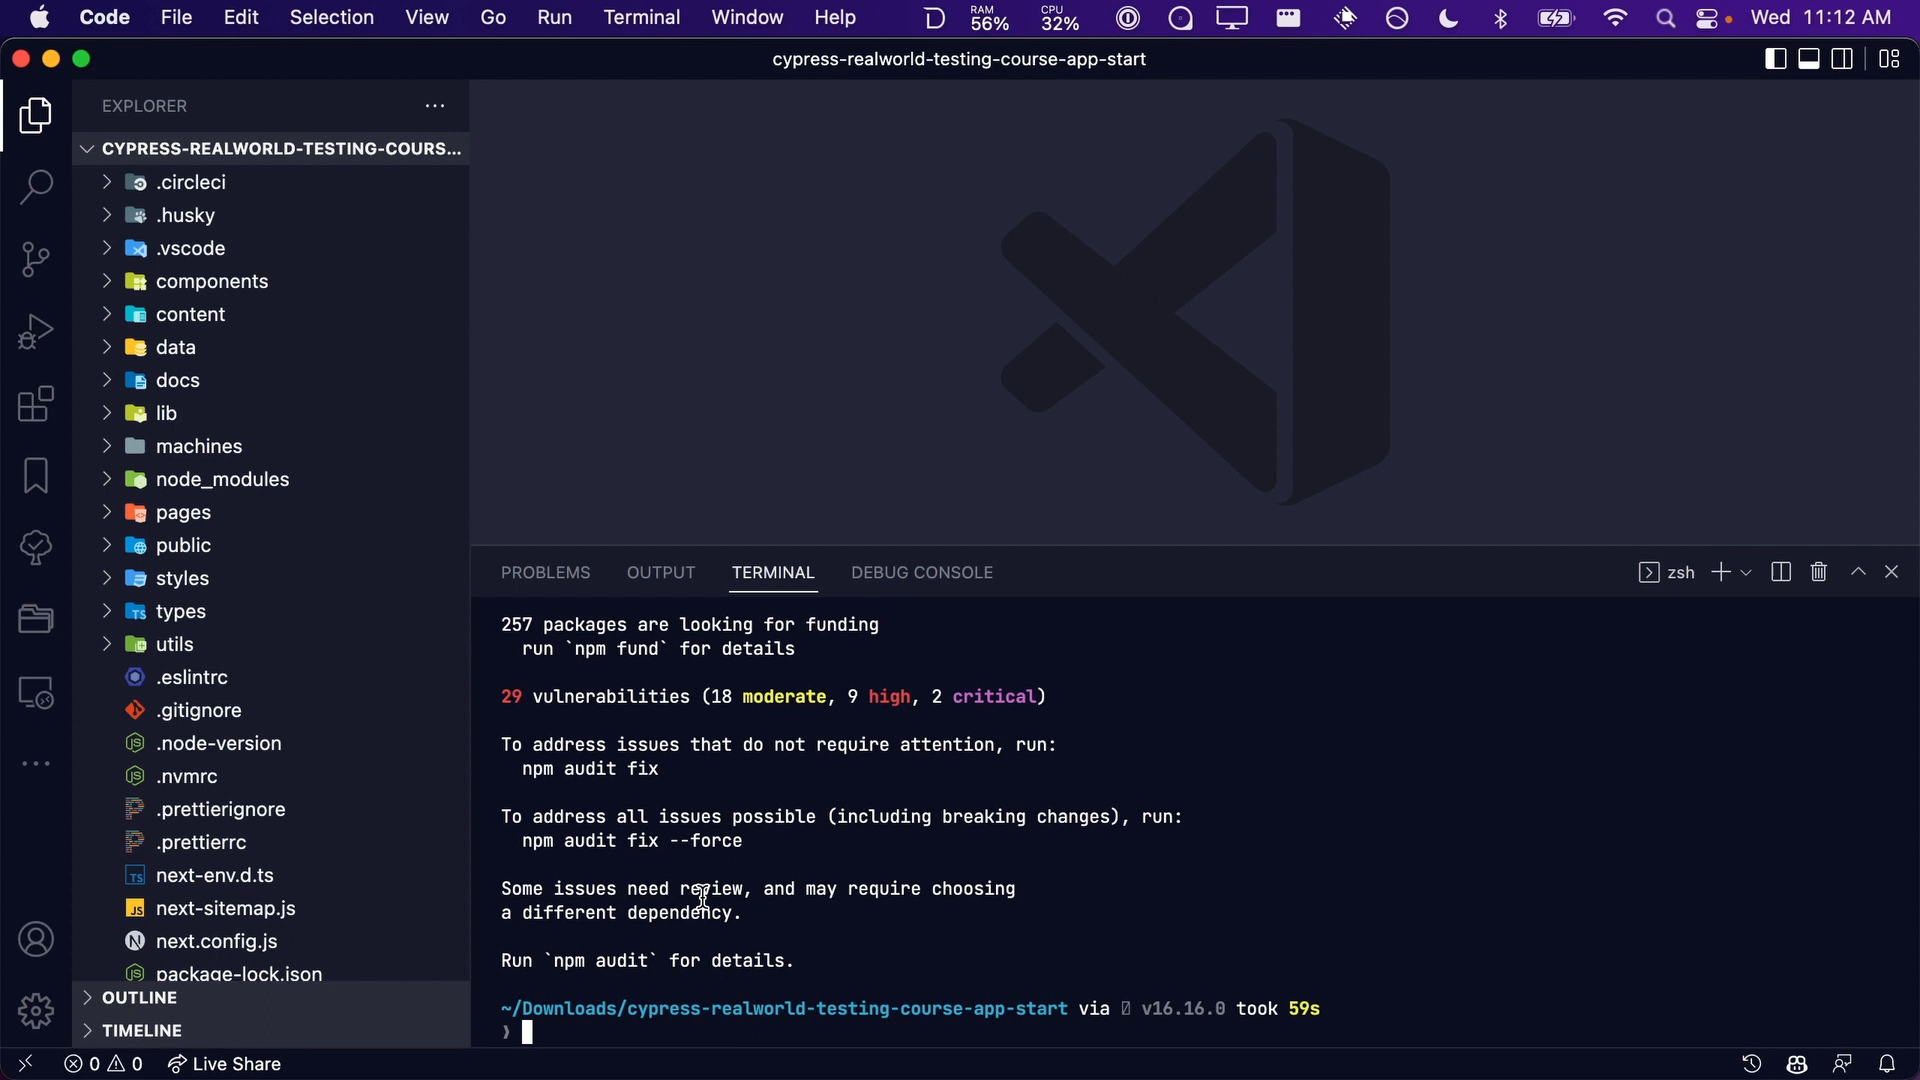 Code File Edit Selection View Go Run Terminal Window Help RAM 56% CPU 32% Wed 11:12 AM
cypress-realworld-testing-course-app-start
EXPLORER
CYPRESS-REALWORLD-TESTING-COURS...
.circleci
.husky
.vscode
components
content
data
docs
lib
machines
node_modules
pages
public
styles
types
utils
.eslintrc
.gitignore
.node-version
.nvmrc
.prettierignore
.prettierrc
next-env.d.ts
next-sitemap.js
next.config.js
package-lock.json
OUTLINE
TIMELINE
PROBLEMS OUTPUT TERMINAL DEBUG CONSOLE zsh
257 packages are looking for funding
run `npm fund` for details
29 vulnerabilities (18 moderate, 9 high, 2 critical)
To address issues that do not require attention, run:
npm audit fix
To address all issues possible (including breaking changes), run:
npm audit fix --force
Some issues need review, and may require choosing
a different dependency.
Run `npm audit` for details.
~/Downloads/cypress-realworld-testing-course-app-start via v16.16.0 took 59s
❯
0 0 Live Share